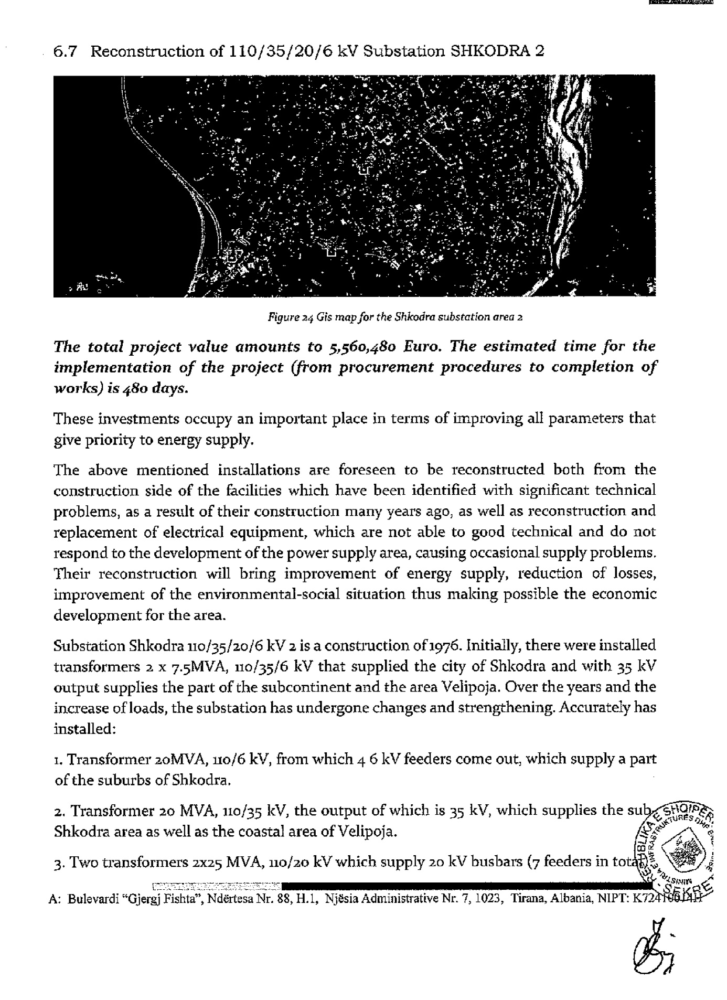 6.7 Reconstruction of 110/35/20/6 kV Substation SHKODRA 2
Figure 24 Gis map for the Shkodra substation area 2
The total project value amounts to 5,560,480 Euro. The estimated time for the
implementation of the project (from procurement procedures to completion of
works) is 480 days.
These investments occupy an important place in terms of improving all parameters that
give priority to energy supply.
The above mentioned installations are foreseen to be reconstructed both from the
construction side of the facilities which have been identified with significant technical
problems, as a result of their construction many years ago, as well as reconstruction and
replacement of electrical equipment, which are not able to good technical and do not
respond to the development of the power supply area, causing occasional supply problems.
Their reconstruction will bring improvement of energy supply, reduction of losses,
improvement of the environmental-social situation thus making possible the economic
development for the area.
Substation Shkodra 110/35/20/6 kV 2 is a construction of 1976. Initially, there were installed
transformers 2 x 7.5MVA, 110/35/6 kV that supplied the city of Shkodra and with 35 kV
output supplies the part of the subcontinent and the area Velipoja. Over the years and the
increase of loads, the substation has undergone changes and strengthening. Accurately has
installed:
1. Transformer 20MVA, 110/6 kV, from which 4 6 kV feeders come out, which supply a part
of the suburbs of Shkodra.
2. Transformer 20 MVA, 110/35 kV, the output of which is 35 kV, which supplies the sub
Shkodra area as well as the coastal area of Velipoja.
3. Two transformers 2x25 MVA, 110/20 kV which supply 20 kV busbars (7 feeders in total)
A: Bulevardi "Gjergj Fishta", Ndërtesa Nr. 88, H.1, Njësia Administrative Nr. 7, 1023, Tirana, Albania, NIPT: